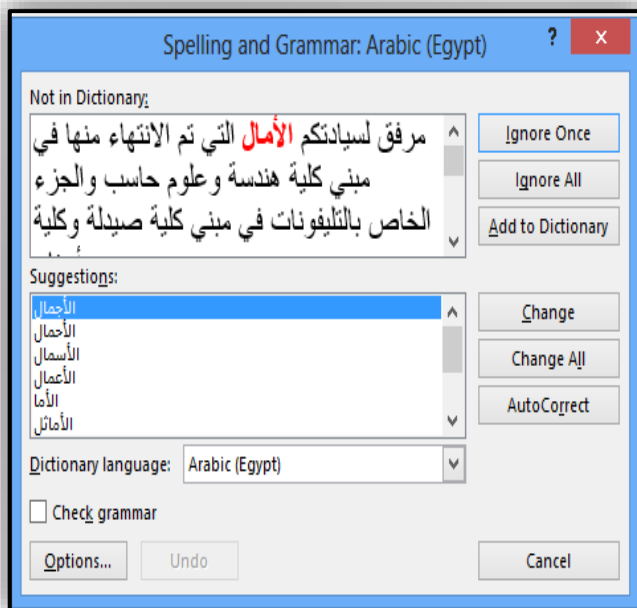 Spelling and Grammar: Arabic (Egypt)
?
x
Not in Dictionary:
مرفق لسيادتكم الأمال التي تم الانتهاء منها في
مبني كلية هندسة وعلوم حاسب والجزء
الخاص بالتليفونات في مبني كلية صيدلة وكلية
Ignore Once
Ignore All
Add to Dictionary
Suggestions:
الأجمال
الأحمال
الأسمال
الأعمال
الأما
الأماثل
Change
Change All
AutoCorrect
Dictionary language: Arabic (Egypt)
Check grammar
Options...
Undo
Cancel